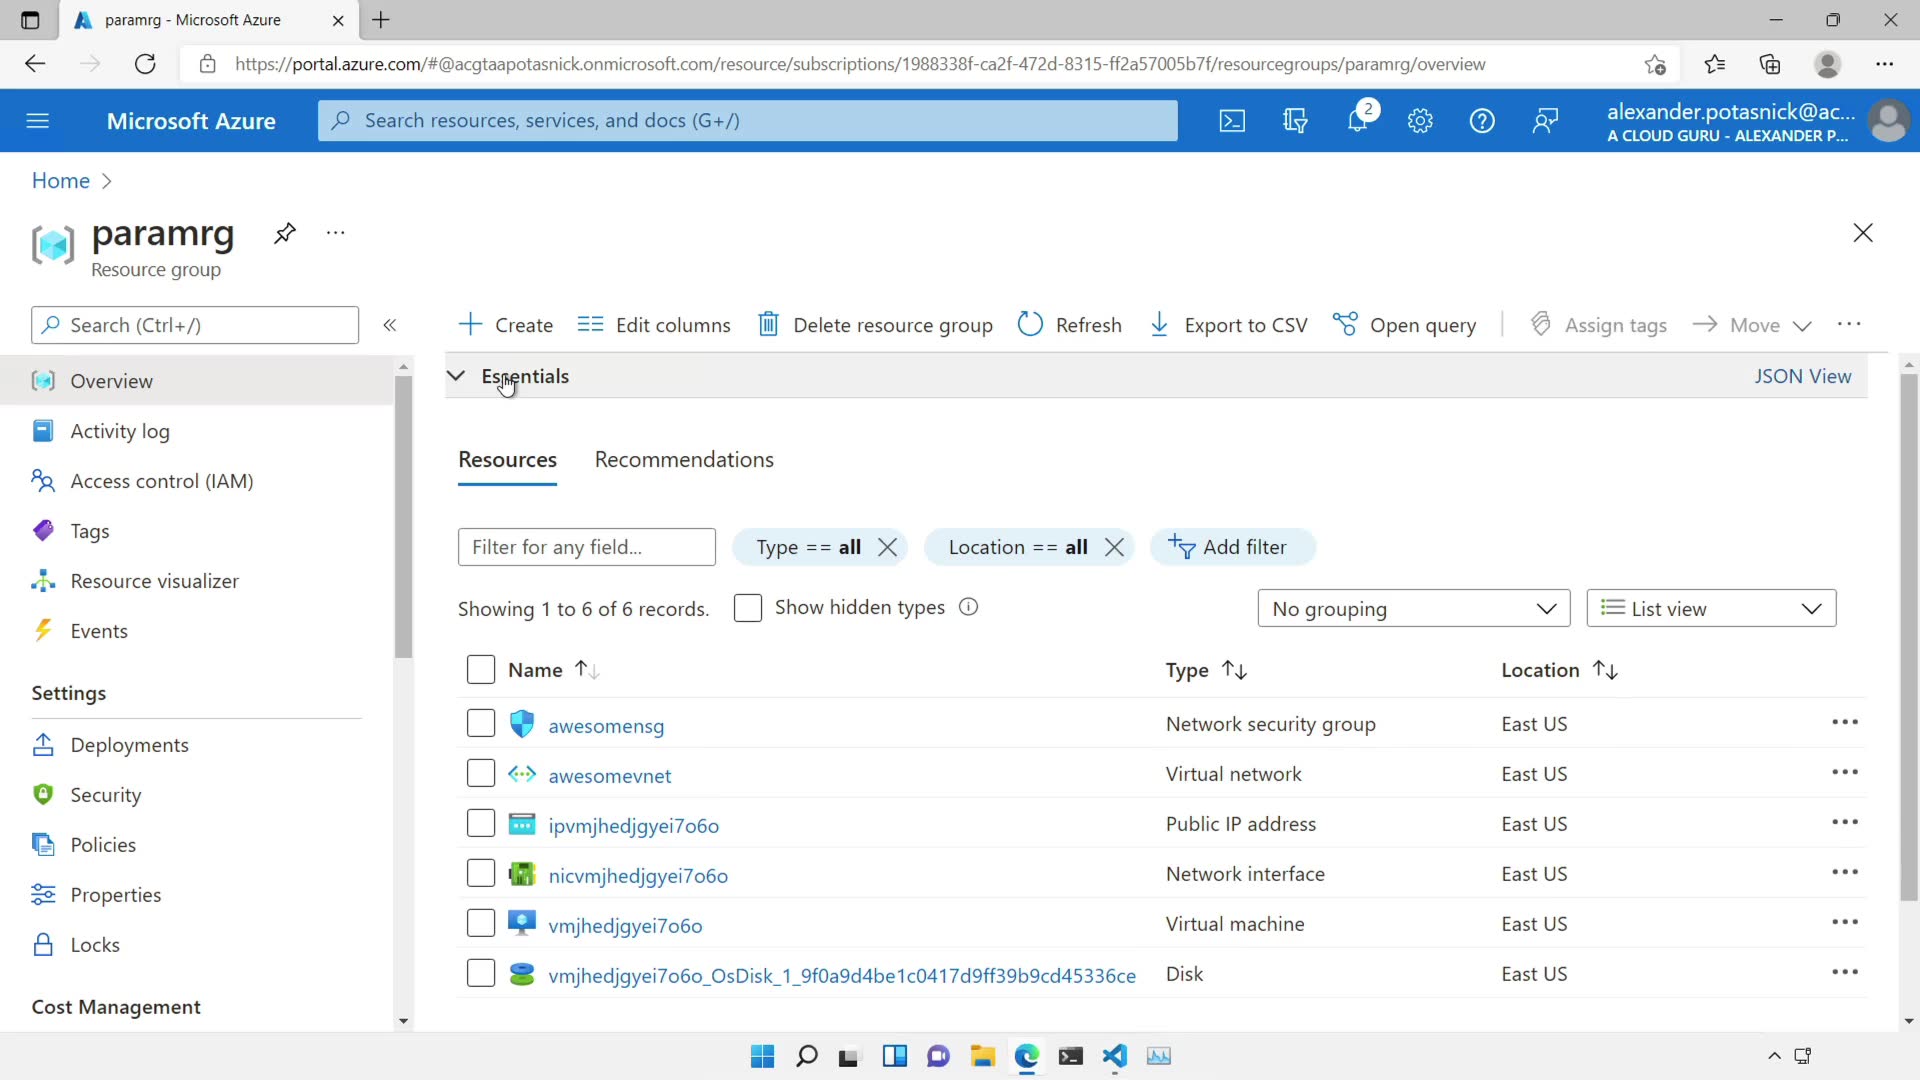 paramrg - Microsoft Azure
https://portal.azure.com/#@acgtaapotasnick.onmicrosoft.com/resource/subscriptions/1988338f-ca2f-472d-8315-ff2a57005b7f/resourcegroups/paramrg/overview
Microsoft Azure
Search resources, services, and docs (G+/)
2
alexander.potasnick@ac...
A CLOUD GURU - ALEXANDER P...
Home
paramrg
Resource group
Search (Ctrl+/)
Create
Edit columns
Delete resource group
Refresh
Export to CSV
Open query
Assign tags
Move
Overview
Activity log
Access control (IAM)
Tags
Resource visualizer
Events
Settings
Deployments
Security
Policies
Properties
Locks
Cost Management
Essentials
JSON View
Resources
Recommendations
Filter for any field...
Type == all
Location == all
Add filter
Showing 1 to 6 of 6 records.
Show hidden types
No grouping
List view
Name
Type
Location
awesomensg
Network security group
East US
awesomevnet
Virtual network
East US
ipvmjhedjgyei7o6o
Public IP address
East US
nicvmjhedjgyei7o6o
Network interface
East US
vmjhedjgyei7o6o
Virtual machine
East US
vmjhedjgyei7o6o_OsDisk_1_9f0a9d4be1c0417d9ff39b9cd45336ce
Disk
East US